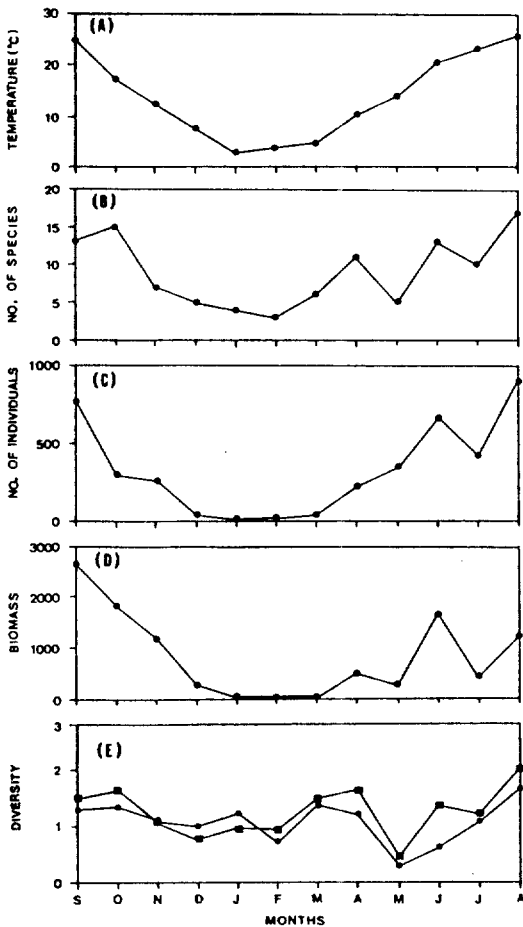 (A)
TEMPERATURE (°C)
30
20
10
0
(B)
NO. OF SPECIES
20
15
10
5
0
(C)
NO. OF INDIVIDUALS
1000
500
0
(D)
BIOMASS
3000
2000
1000
0
(E)
DIVERSITY
3
2
1
0
S O N D J F M A M J J A
MONTHS